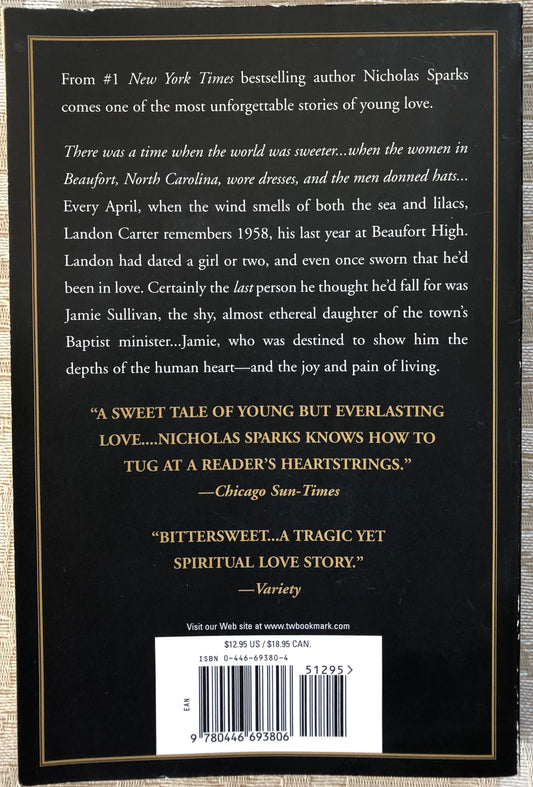 From #1 New York Times bestselling author Nicholas Sparks
comes one of the most unforgettable stories of young love.
There was a time when the world was sweeter...when the women in
Beaufort, North Carolina, wore dresses, and the men donned hats...
Every April, when the wind smells of both the sea and lilacs,
Landon Carter remembers 1958, his last year at Beaufort High.
Landon had dated a girl or two, and even once sworn that he'd
been in love. Certainly the last person he thought he'd fall for was
Jamie Sullivan, the shy, almost ethereal daughter of the town's
Baptist minister...Jamie, who was destined to show him the
depths of the human heart—and the joy and pain of living.
“A SWEET TALE OF YOUNG BUT EVERLASTING
LOVE....NICHOLAS SPARKS KNOWS HOW TO
TUG AT A READER'S HEARTSTRINGS.”
—Chicago Sun-Times
“BITTERSWEET...A TRAGIC YET
SPIRITUAL LOVE STORY.”
—Variety
Visit our Web site at www.twbookmark.com
$12.95 US / $18.95 CAN.
ISBN 0-446-69380-4
51295>
EAN
9 780446 693806